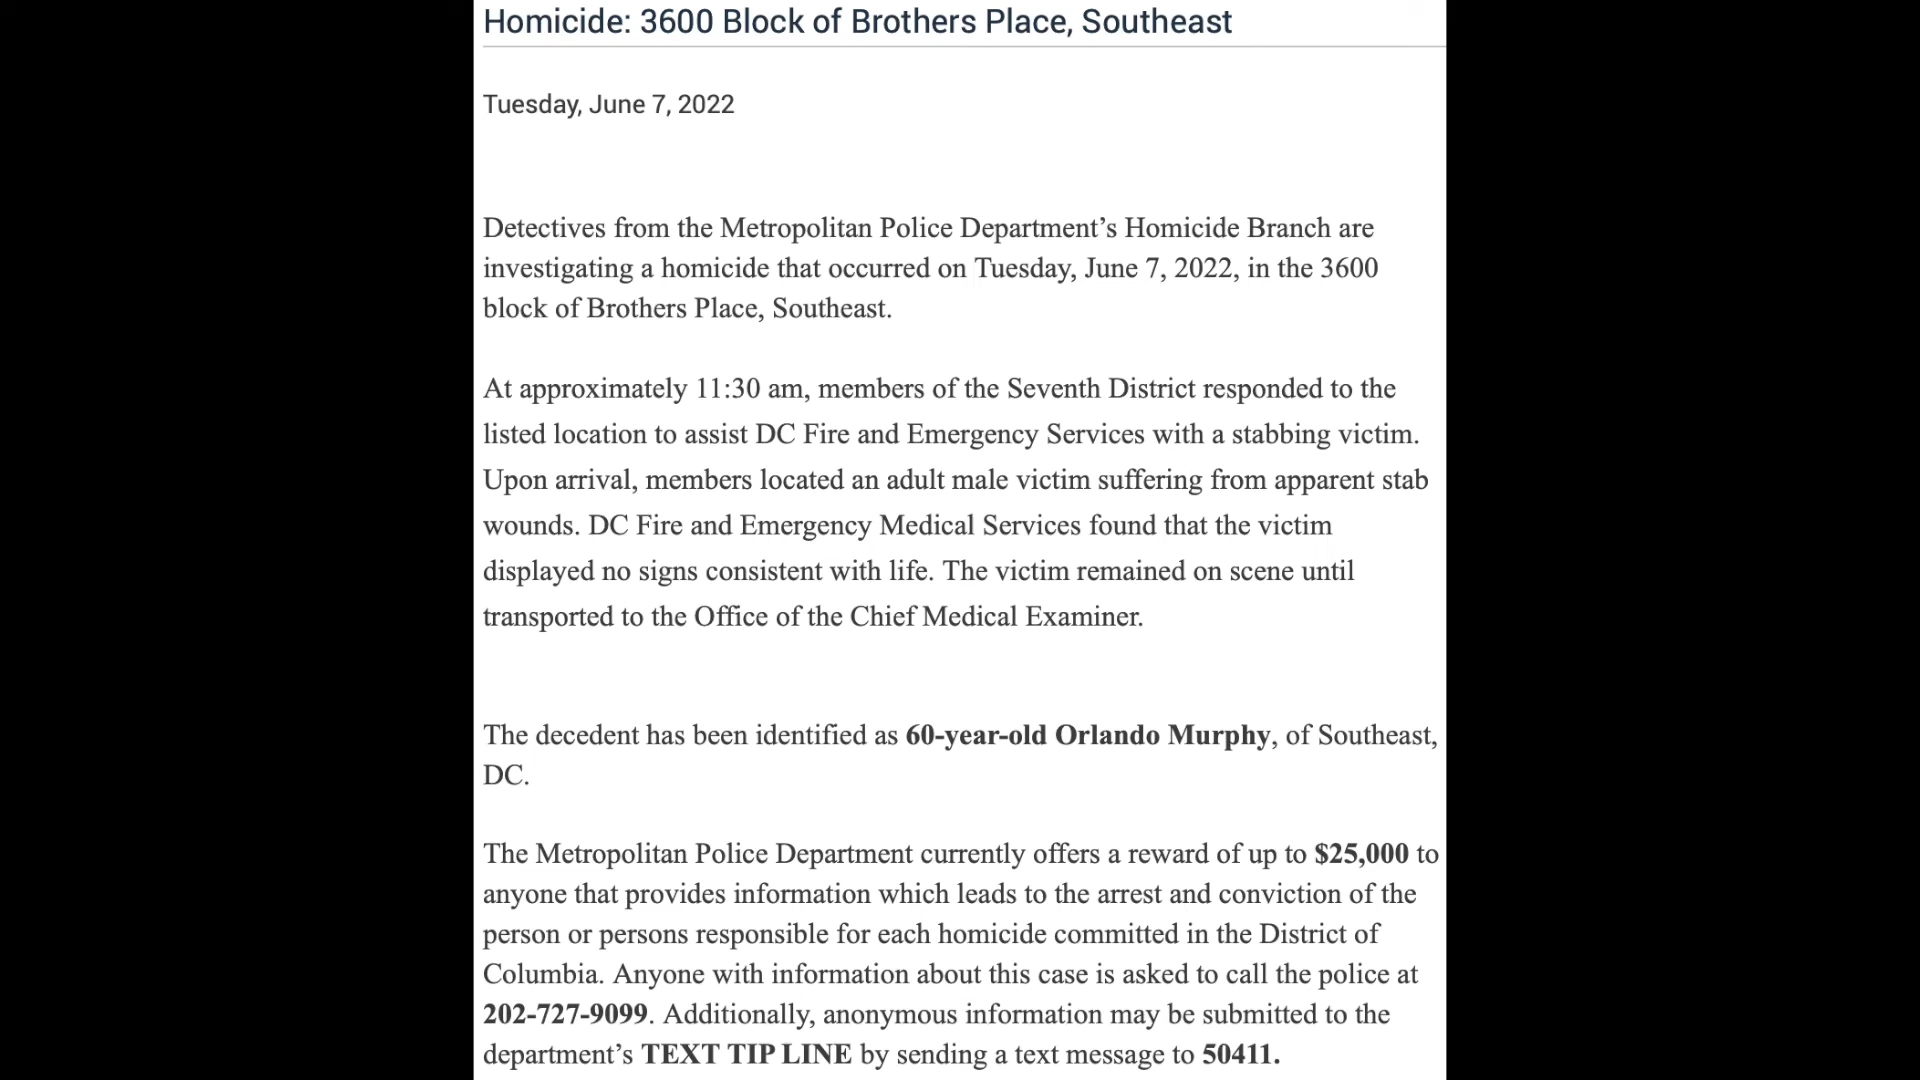 Homicide: 3600 Block of Brothers Place, Southeast
Tuesday, June 7, 2022
Detectives from the Metropolitan Police Department’s Homicide Branch are
investigating a homicide that occurred on Tuesday, June 7, 2022, in the 3600
block of Brothers Place, Southeast.
At approximately 11:30 am, members of the Seventh District responded to the
listed location to assist DC Fire and Emergency Services with a stabbing victim.
Upon arrival, members located an adult male victim suffering from apparent stab
wounds. DC Fire and Emergency Medical Services found that the victim
displayed no signs consistent with life. The victim remained on scene until
transported to the Office of the Chief Medical Examiner.
The decedent has been identified as 60-year-old Orlando Murphy, of Southeast,
DC.
The Metropolitan Police Department currently offers a reward of up to $25,000 to
anyone that provides information which leads to the arrest and conviction of the
person or persons responsible for each homicide committed in the District of
Columbia. Anyone with information about this case is asked to call the police at
202-727-9099. Additionally, anonymous information may be submitted to the
department’s TEXT TIP LINE by sending a text message to 50411.